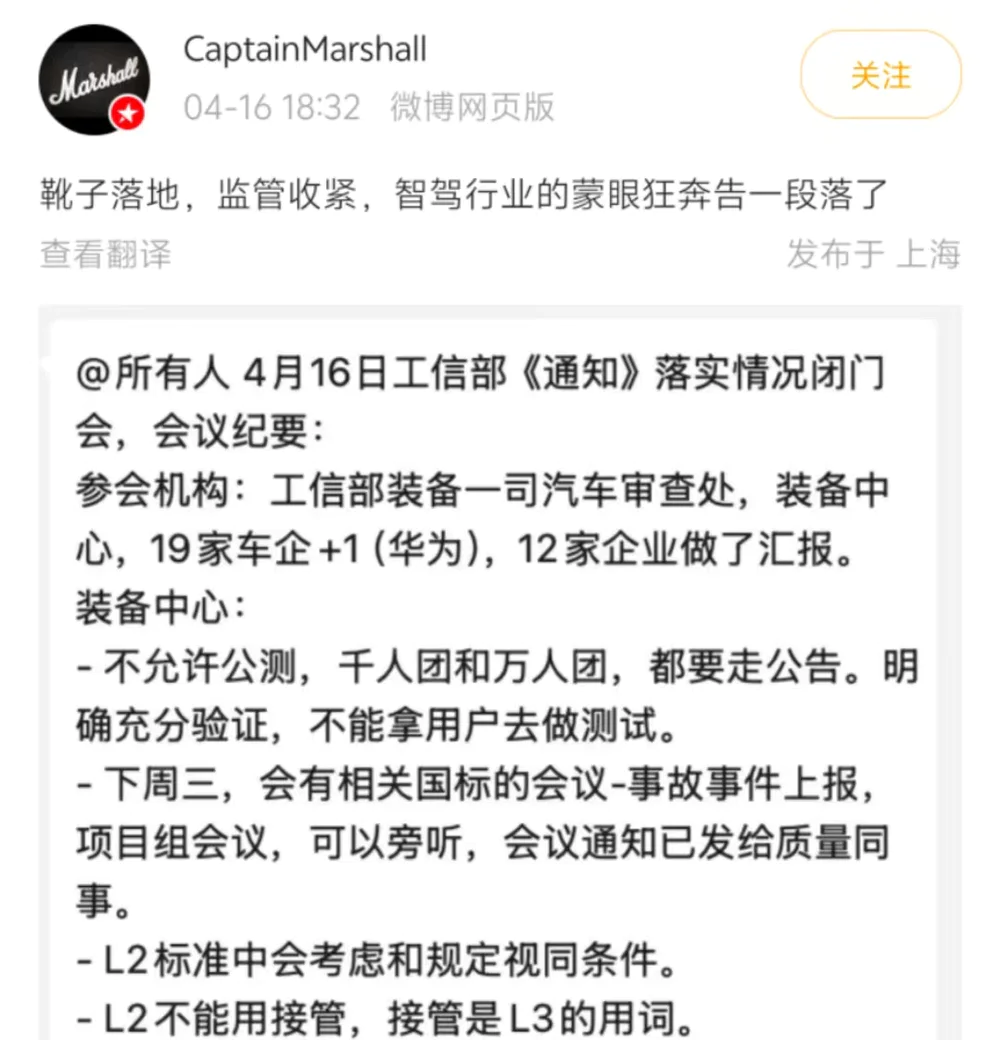 Marshall
CaptainMarshall
关注
04-16 18:32 微博网页版
靴子落地，监管收紧，智驾行业的蒙眼狂奔告一段落了
查看翻译
发布于 上海
@所有人 4月16日工信部《通知》落实情况闭门
会，会议纪要：
参会机构：工信部装备一司汽车审查处，装备中
心，19家车企+1（华为），12家企业做了汇报。
装备中心：
- 不允许公测，千人团和万人团，都要走公告。明
确充分验证，不能拿用户去做测试。
- 下周三，会有相关国标的会议-事故事件上报，
项目组会议，可以旁听，会议通知已发给质量同
事。
- L2标准中会考虑和规定视同条件。
- L2不能用接管，接管是L3的用词。